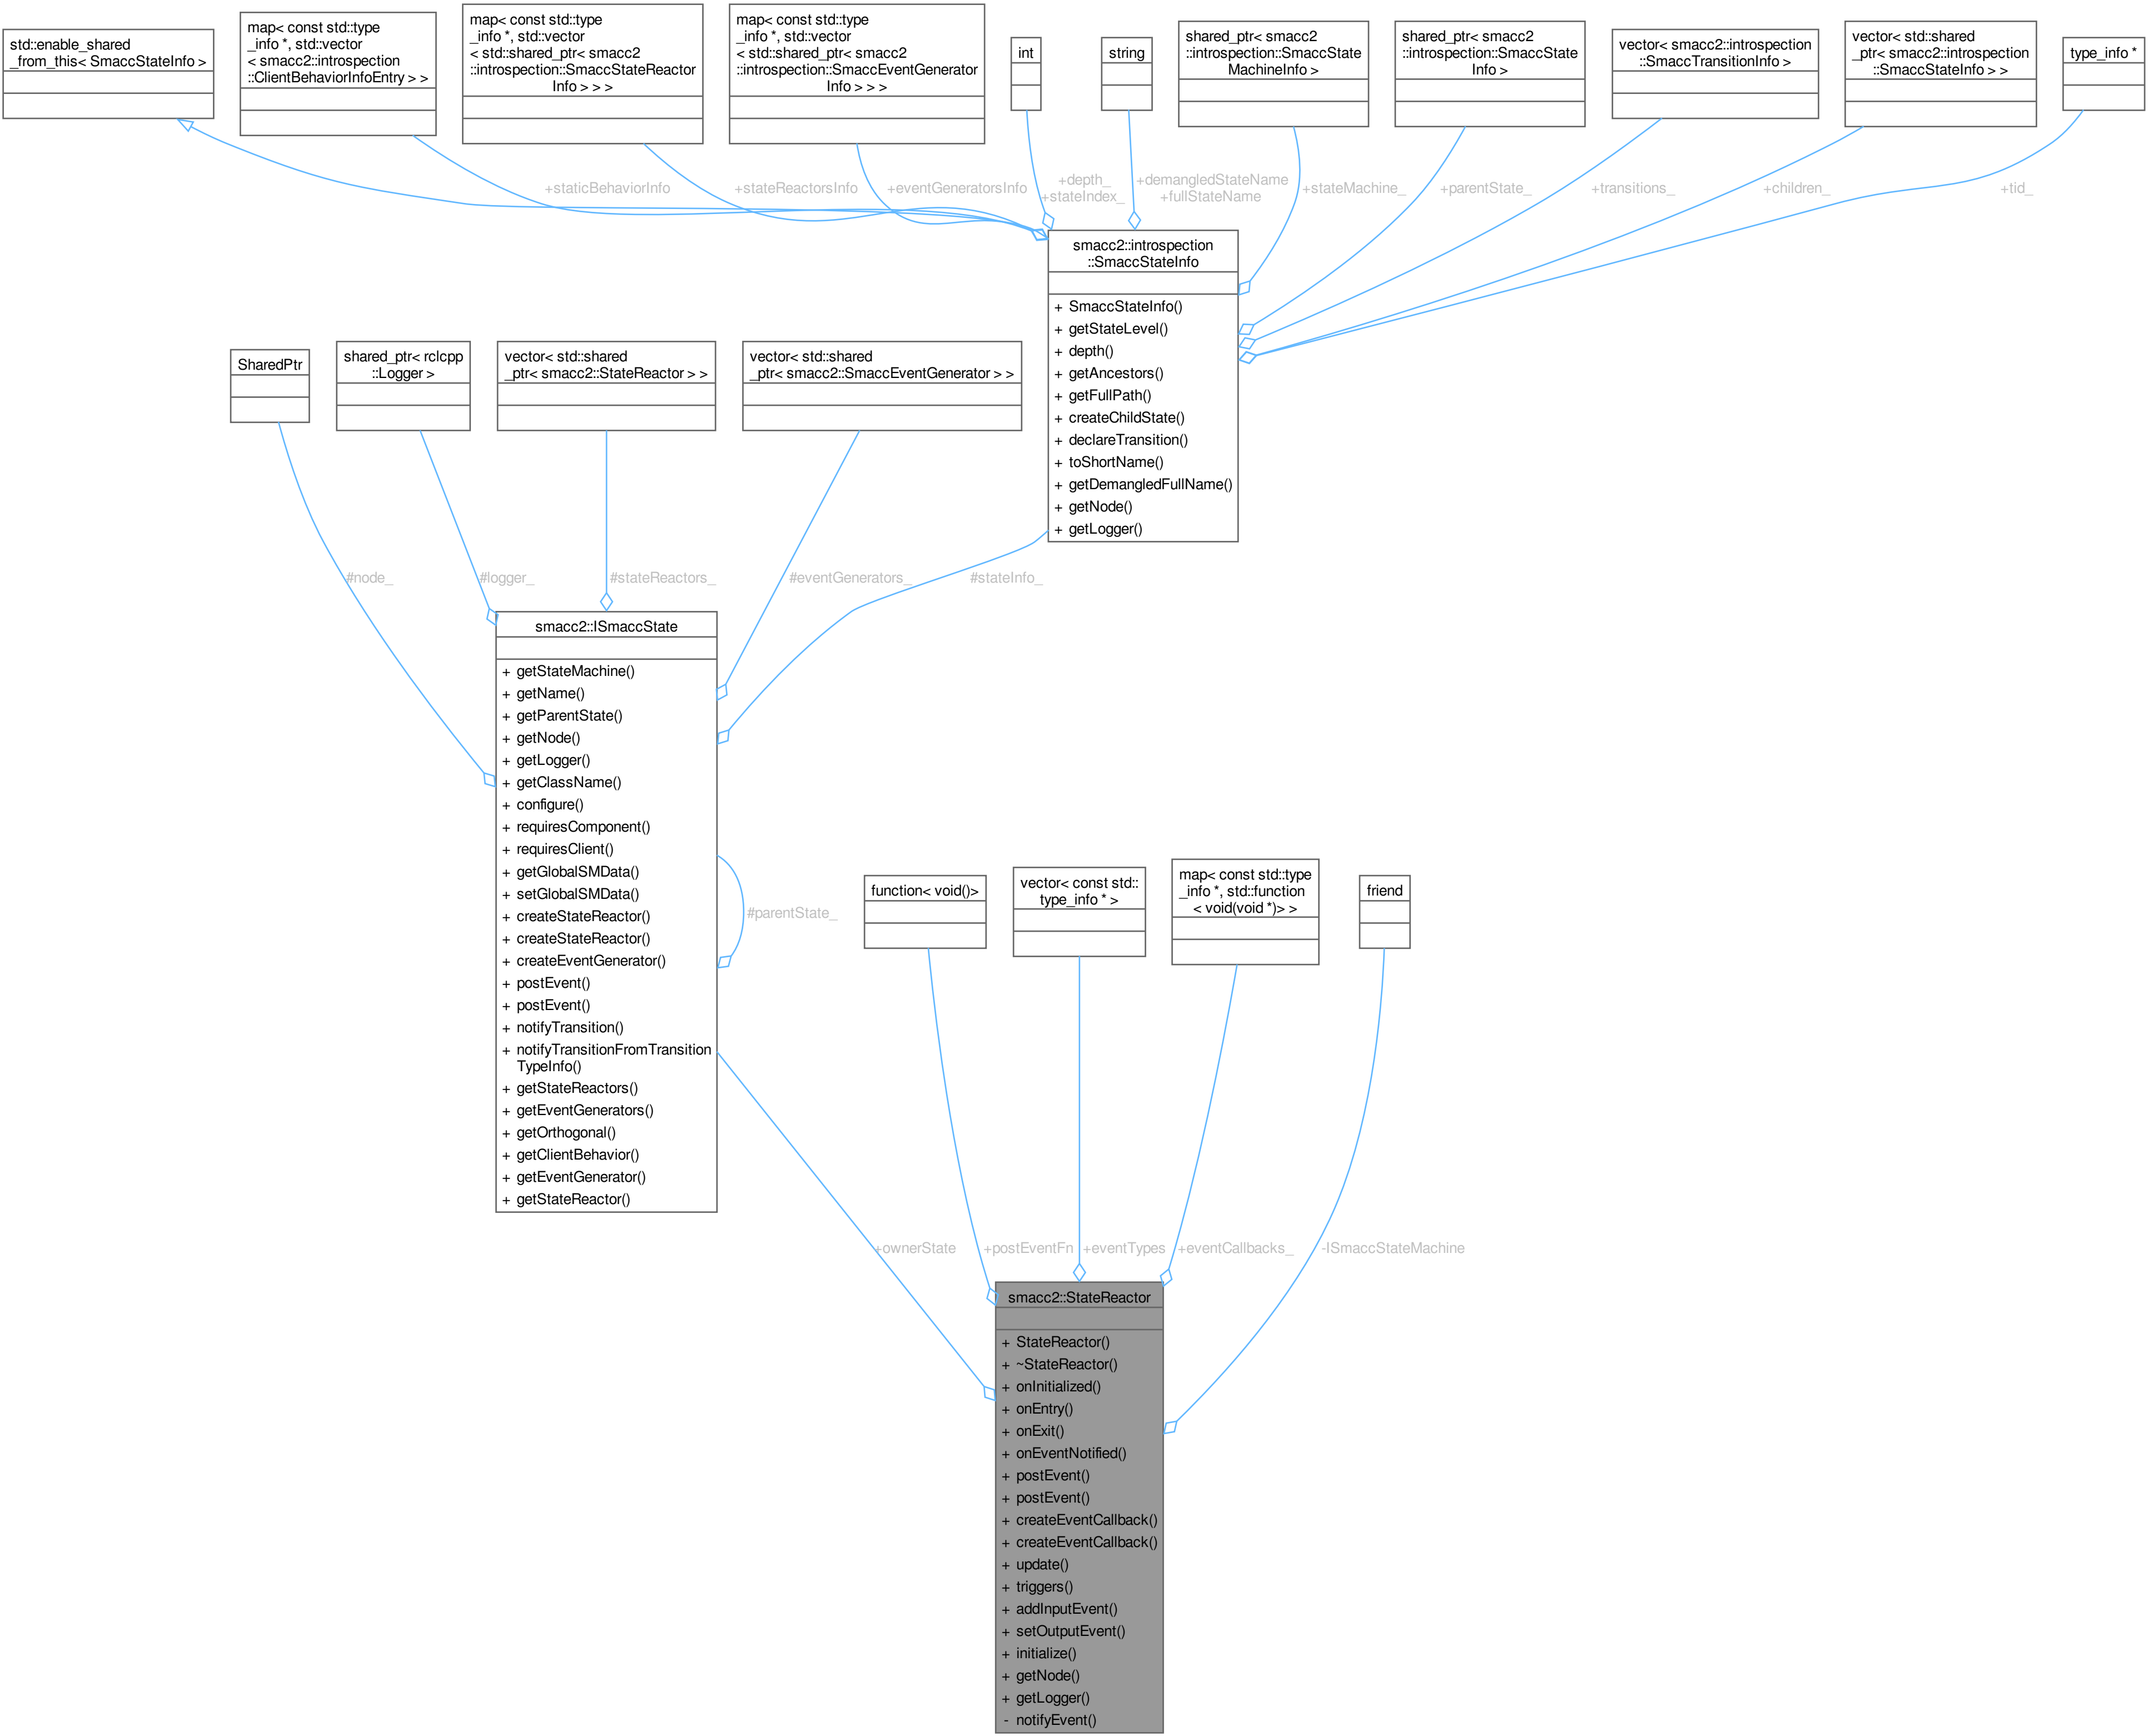 std::enable_shared
_from_this< SmaccStateInfo >
map< const std::type
_info *, std::vector
< smacc2::introspection
::ClientBehaviorInfoEntry > >
map< const std::type
_info *, std::vector
< std::shared_ptr< smacc2
::introspection::SmaccStateReactor
Info > > >
map< const std::type
_info *, std::vector
< std::shared_ptr< smacc2
::introspection::SmaccEventGenerator
Info > > >
int
string
shared_ptr< smacc2
::introspection::SmaccState
MachineInfo >
shared_ptr< smacc2
::introspection::SmaccState
Info >
vector< smacc2::introspection
::SmaccTransitionInfo >
vector< std::shared
_ptr< smacc2::introspection
::SmaccStateInfo > >
type_info *
+staticBehaviorInfo
+stateReactorsInfo
+eventGeneratorsInfo
+depth_
+stateIndex_
+demangledStateName
+fullStateName
+stateMachine_
+parentState_
+transitions_
+children_
+tid_
smacc2::introspection
::SmaccStateInfo
+ SmaccStateInfo()
+ getStateLevel()
+ depth()
+ getAncestors()
+ getFullPath()
+ createChildState()
+ declareTransition()
+ toShortName()
+ getDemangledFullName()
+ getNode()
+ getLogger()
SharedPtr
shared_ptr< rclcpp
::Logger >
vector< std::shared
_ptr< smacc2::StateReactor > >
vector< std::shared
_ptr< smacc2::SmaccEventGenerator > >
#node_
#logger_
#stateReactors_
#eventGenerators_
#stateInfo_
smacc2::ISmaccState
+ getStateMachine()
+ getName()
+ getParentState()
+ getNode()
+ getLogger()
+ getClassName()
+ configure()
+ requiresComponent()
+ requiresClient()
+ getGlobalSMData()
+ setGlobalSMData()
+ createStateReactor()
+ createStateReactor()
+ createEventGenerator()
+ postEvent()
+ postEvent()
+ notifyTransition()
+ notifyTransitionFromTransition
TypeInfo()
+ getStateReactors()
+ getEventGenerators()
+ getOrthogonal()
+ getClientBehavior()
+ getEventGenerator()
+ getStateReactor()
#parentState_
function< void()>
vector< const std::
type_info * >
map< const std::type
_info *, std::function
< void(void *)> >
friend
+ownerState
+postEventFn
+eventTypes
+eventCallbacks_
-ISmaccStateMachine
smacc2::StateReactor
+ StateReactor()
+ ~StateReactor()
+ onInitialized()
+ onEntry()
+ onExit()
+ onEventNotified()
+ postEvent()
+ postEvent()
+ createEventCallback()
+ createEventCallback()
+ update()
+ triggers()
+ addInputEvent()
+ setOutputEvent()
+ initialize()
+ getNode()
+ getLogger()
- notifyEvent()